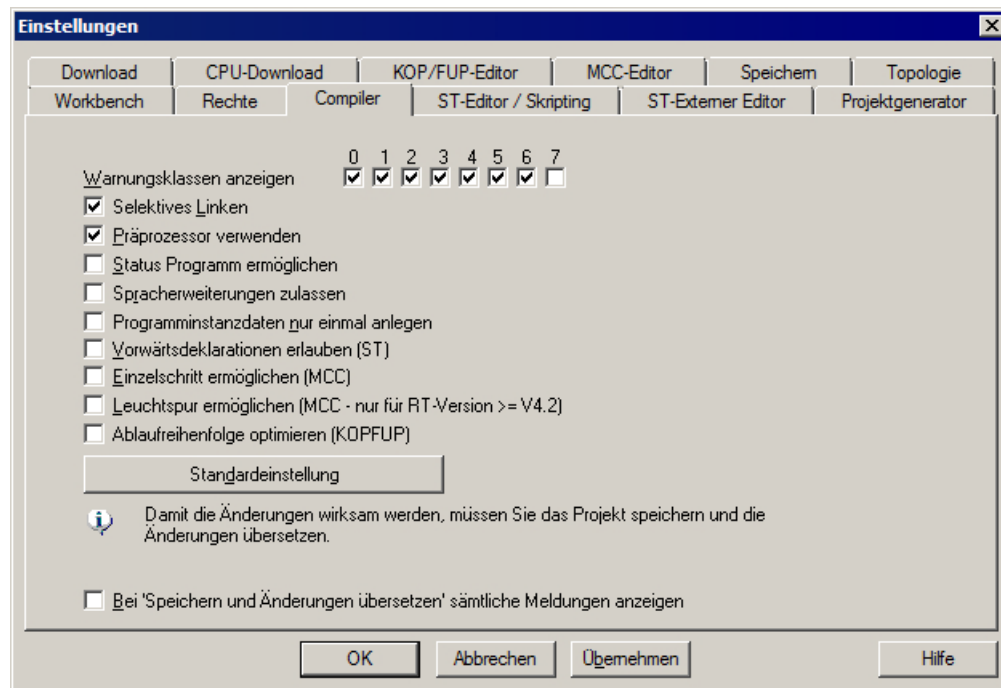 Einstellungen
Download CPU-Download KOP/FUP-Editor MCC-Editor Speichern Topologie
Workbench Rechte Compiler ST-Editor / Skripting ST-Externer Editor Projektgenerator
0 1 2 3 4 5 6 7
Warnungsklassen anzeigen
Selektives Linken
Präprozessor verwenden
Status Programm ermöglichen
Spracherweiterungen zulassen
Programminstanzdaten nur einmal anlegen
Vorwärtsdeklarationen erlauben (ST)
Einzelschritt ermöglichen (MCC)
Leuchtspur ermöglichen (MCC - nur für RT-Version >= V4.2)
Ablaufreihenfolge optimieren (KOPFUP)
Standardeinstellung
Damit die Änderungen wirksam werden, müssen Sie das Projekt speichern und die
Änderungen übersetzen.
Bei 'Speichern und Änderungen übersetzen' sämtliche Meldungen anzeigen
OK Abbrechen Übernehmen Hilfe